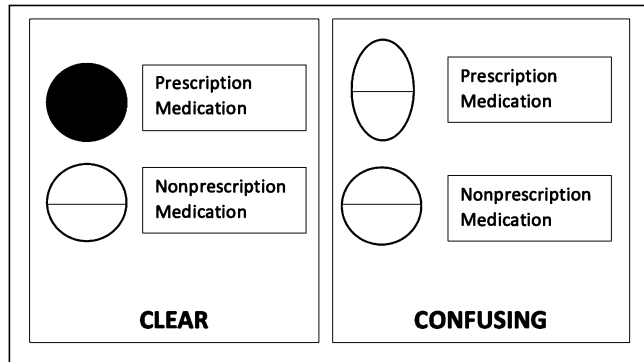 Prescription
Medication
Nonprescription
Medication
CLEAR
Prescription
Medication
Nonprescription
Medication
CONFUSING